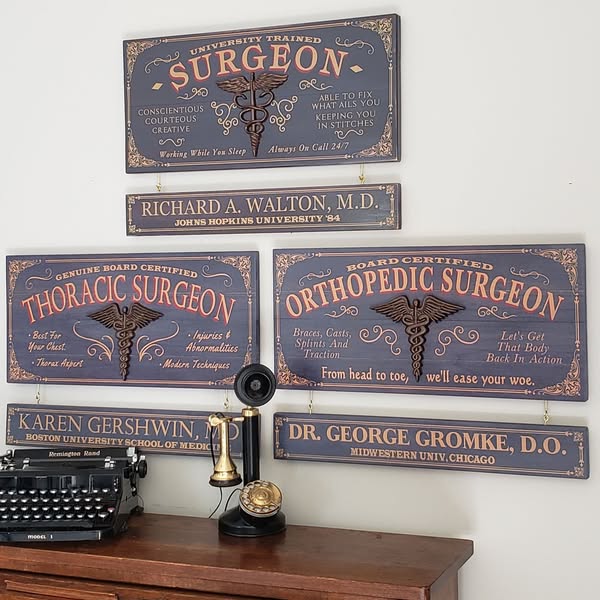 UNIVERSITY TRAINED
SURGEON
CONSCIENTIOUS
COURTEOUS
CREATIVE
ABLE TO FIX
WHAT AILS YOU
KEEPING YOU
IN STITCHES
Working While You Sleep
Always On Call 24/7
RICHARD A. WALTON, M.D.
JOHNS HOPKINS UNIVERSITY '84
GENUINE BOARD CERTIFIED
THORACIC SURGEON
• Best For
Your Chest
• Thorax Expert
• Injuries &
Abnormalities
• Modern Techniques
KAREN GERSHWIN, MD
BOSTON UNIVERSITY SCHOOL OF MEDIC
BOARD CERTIFIED
ORTHOPEDIC SURGEON
Braces, Casts,
Splints And
Traction
Let's Get
That Body
Back In Action
From head to toe, we'll ease your woe.
DR. GEORGE GROMKE, D.O.
MIDWESTERN UNIV. CHICAGO
Remington Rand
MODEL 1